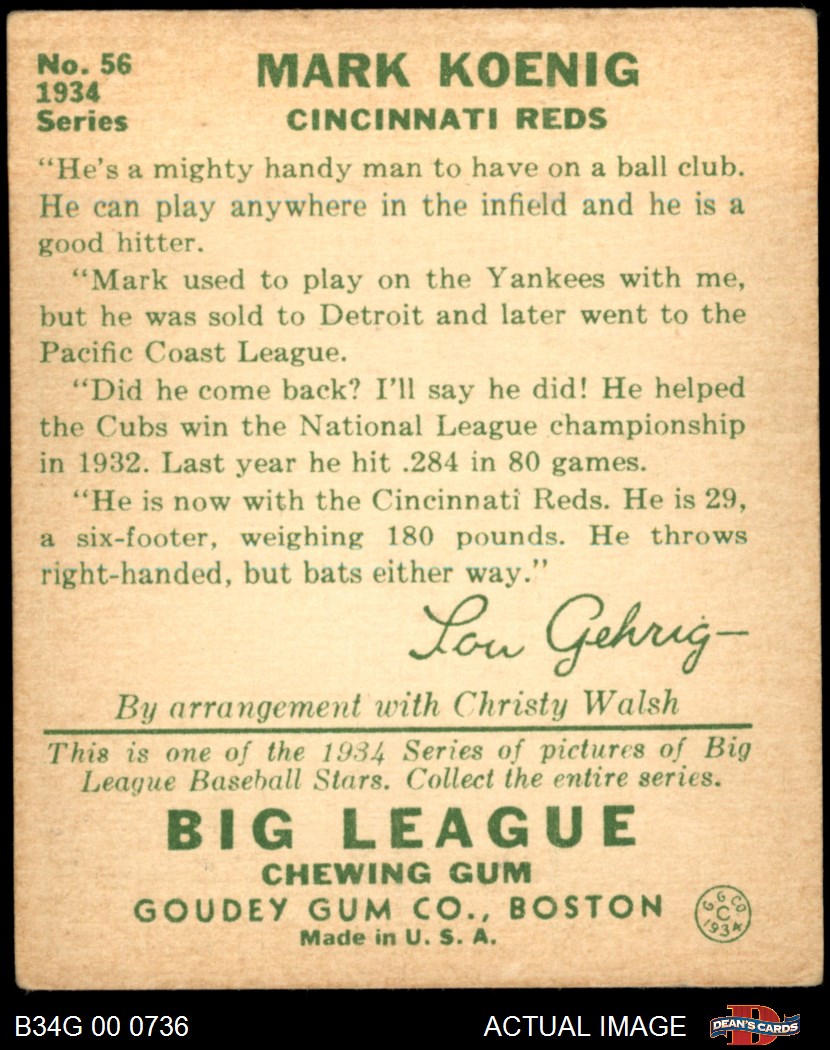 No. 56
1934
Series
MARK KOENIG
CINCINNATI REDS
“He's a mighty handy man to have on a ball club.
He can play anywhere in the infield and he is a
good hitter.
“Mark used to play on the Yankees with me,
but he was sold to Detroit and later went to the
Pacific Coast League.
“Did he come back? I'll say he did! He helped
the Cubs win the National League championship
in 1932. Last year he hit .284 in 80 games.
“He is now with the Cincinnati Reds. He is 29,
a six-footer, weighing 180 pounds. He throws
right-handed, but bats either way.”
Lou Gehrig—
By arrangement with Christy Walsh
This is one of the 1934 Series of pictures of Big
League Baseball Stars. Collect the entire series.
BIG LEAGUE
CHEWING GUM
GOUDEY GUM CO., BOSTON
Made in U. S. A.
G. G. CO.
C
1934
B34G 00 0736
ACTUAL IMAGE
D
DEAN'S CARDS